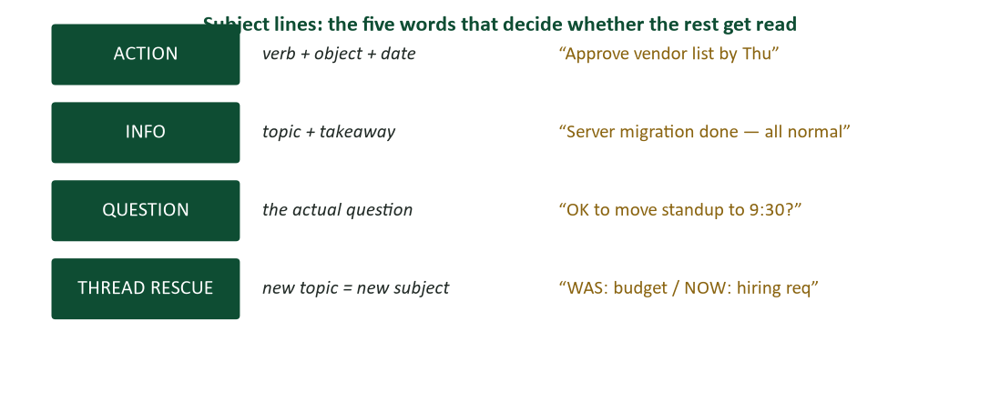 Subject lines: the five words that decide whether the rest get read
ACTION verb + object + date “Approve vendor list by Thu”
INFO topic + takeaway “Server migration done — all normal”
QUESTION the actual question “OK to move standup to 9:30?”
THREAD RESCUE new topic = new subject “WAS: budget / NOW: hiring req”